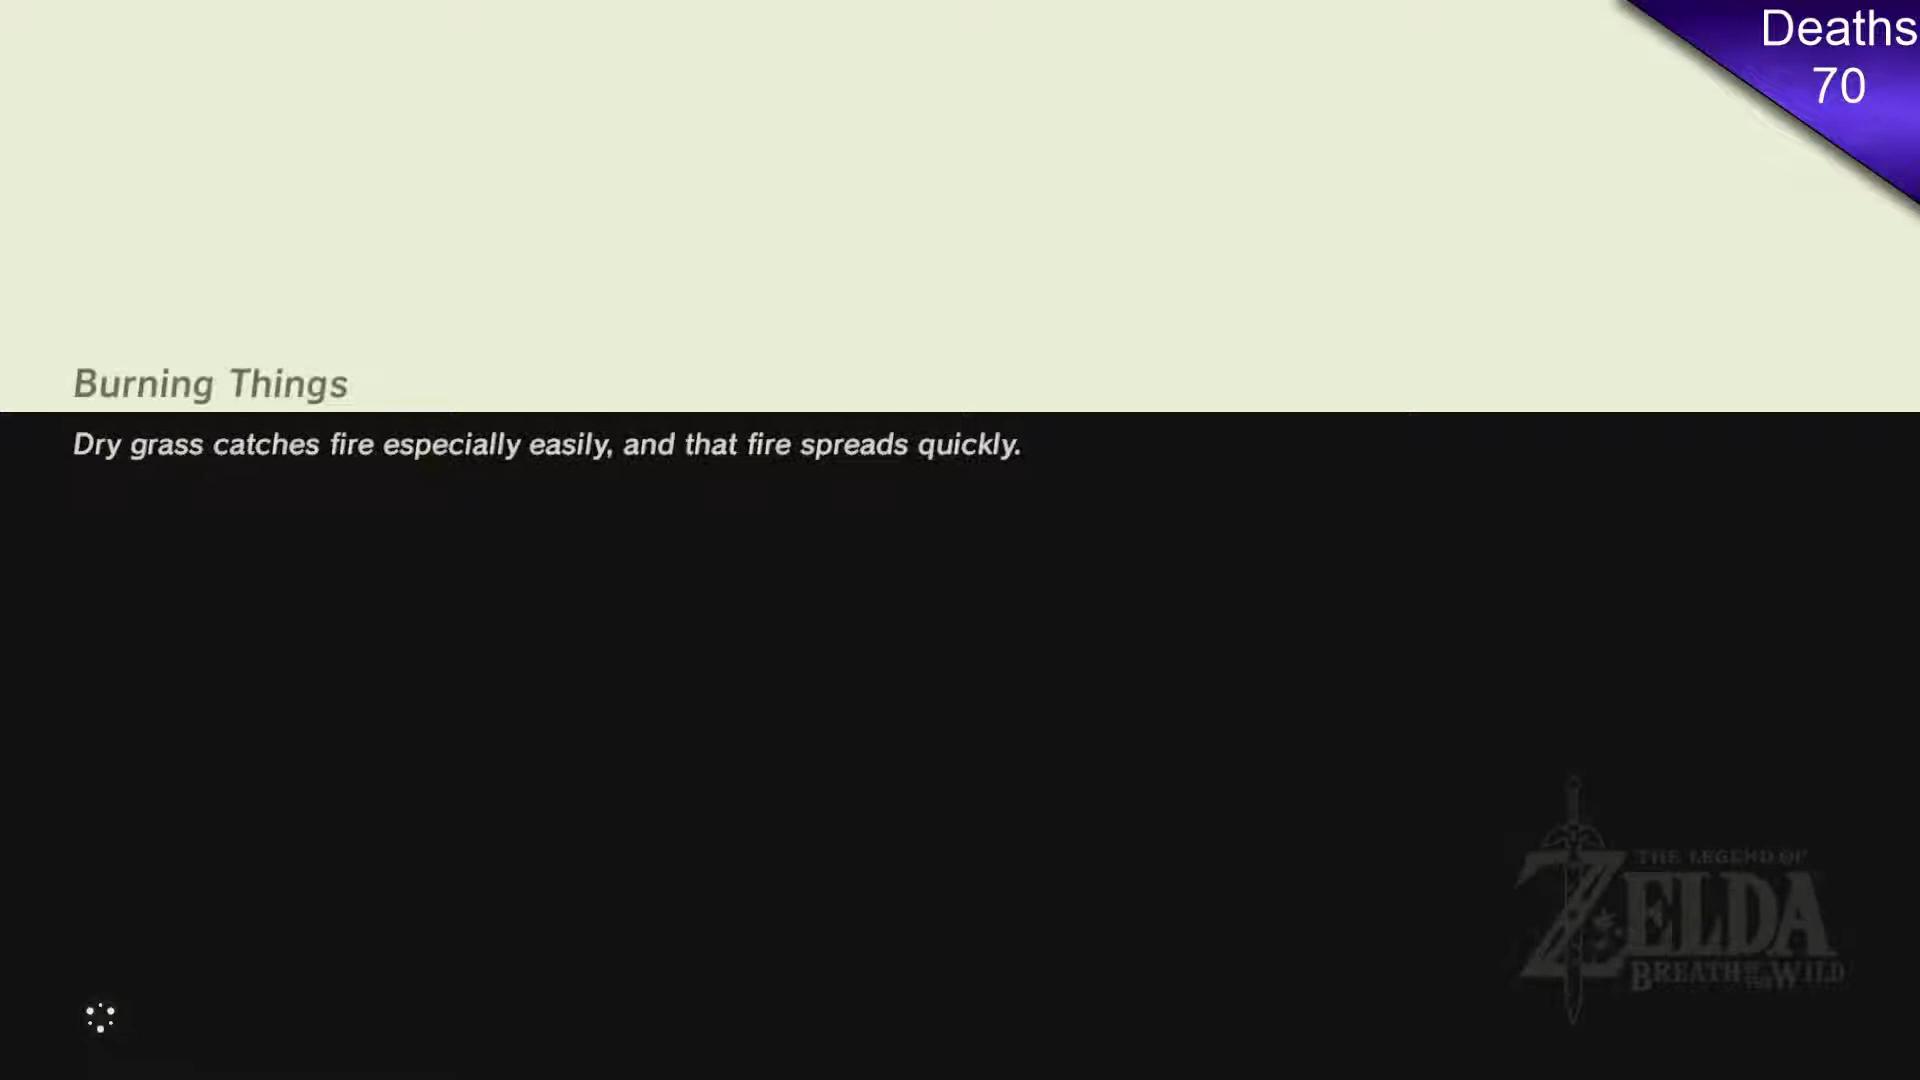 Deaths
70
Burning Things
Dry grass catches fire especially easily, and that fire spreads quickly.
THE LEGEND OF
ZELDA
BREATH OF THE WILD